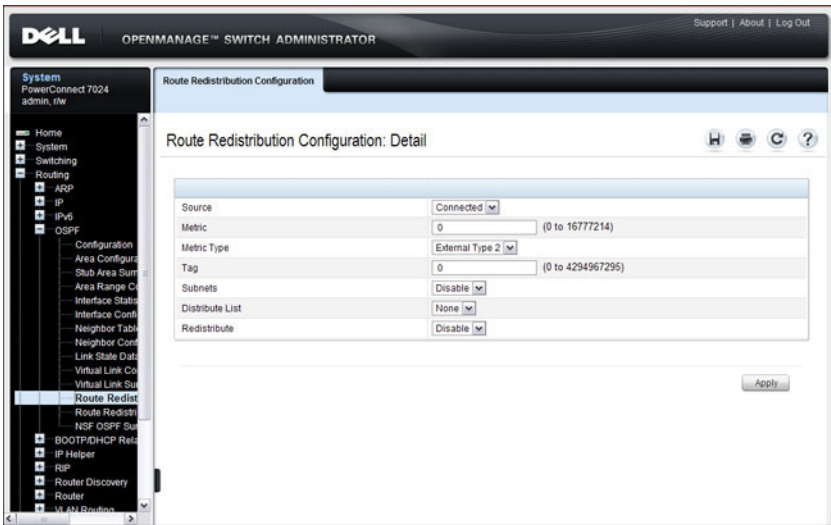 Support | About | Log Out
DELL OPENMANAGE™ SWITCH ADMINISTRATOR
System
PowerConnect 7024
admin, r/w
Route Redistribution Configuration
Home
System
Switching
Routing
ARP
IP
IPv6
OSPF
Configuration
Area Configura
Stub Area Sum
Area Range Co
Interface Statis
Interface Confi
Neighbor Table
Neighbor Conf
Link State Data
Virtual Link Co
Virtual Link Sur
Route Redist
Route Redistri
NSF OSPF Sur
BOOTP/DHCP Rela
IP Helper
RIP
Router Discovery
Router
VLAN Routing
Route Redistribution Configuration: Detail
Source Connected
Metric 0 (0 to 16777214)
Metric Type External Type 2
Tag 0 (0 to 4294967295)
Subnets Disable
Distribute List None
Redistribute Disable
Apply